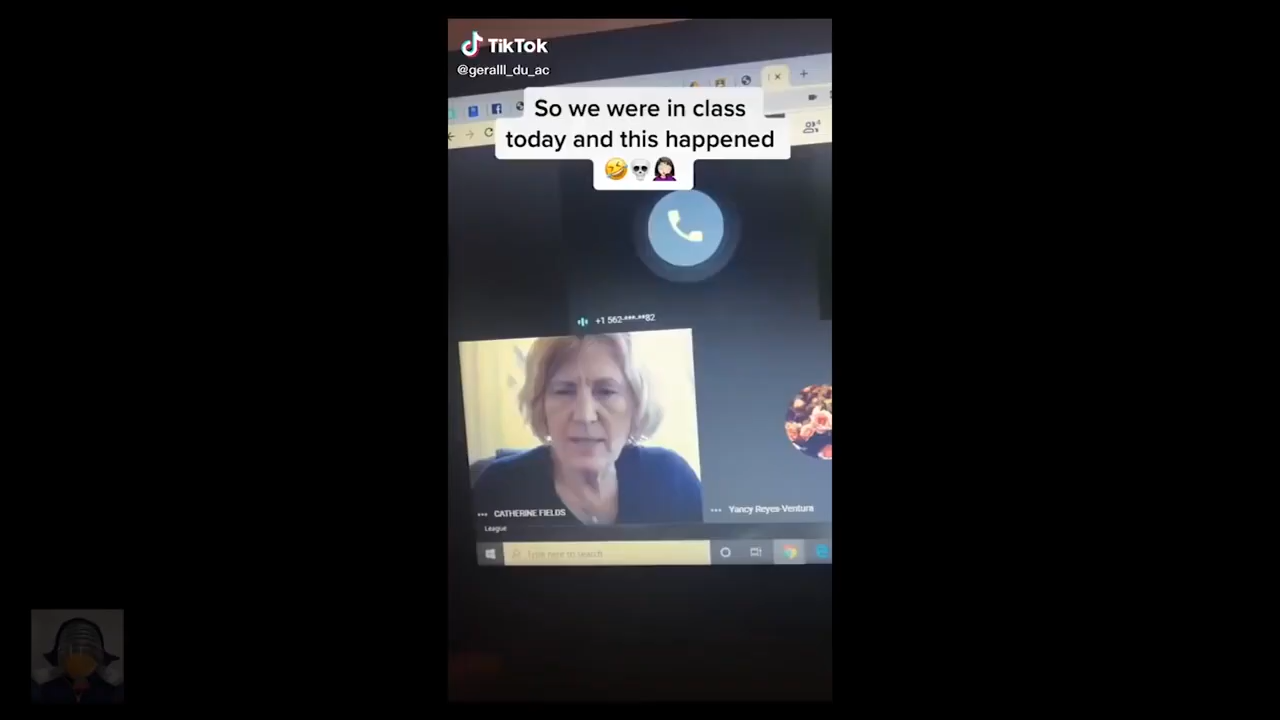 TikTok
@geralll_du_ac
So we were in class
today and this happened
🤣💀🤦🏻‍♀️
+1 562-***-**82
CATHERINE FIELDS
Yancy Reyes-Ventura
League
Type here to search